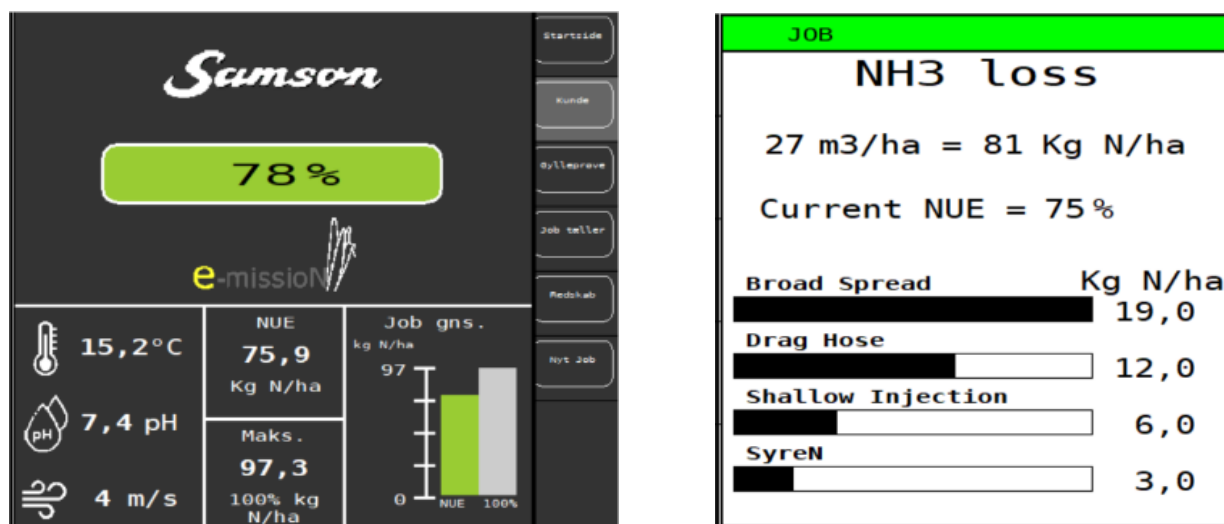 Samson
78%
e-missioN
15,2°C
7,4 pH
pH
4 m/s
NUE
75,9
Kg N/ha
Maks.
97,3
100% kg
N/ha
Job gns.
kg N/ha
97
0
NUE 100%
Startside
Kunde
Gylleprøve
Job tæller
Redskab
Nyt Job
JOB
NH3 loss
27 m3/ha = 81 Kg N/ha
Current NUE = 75%
Kg N/ha
Broad Spread
19,0
Drag Hose
12,0
Shallow Injection
6,0
SyreN
3,0